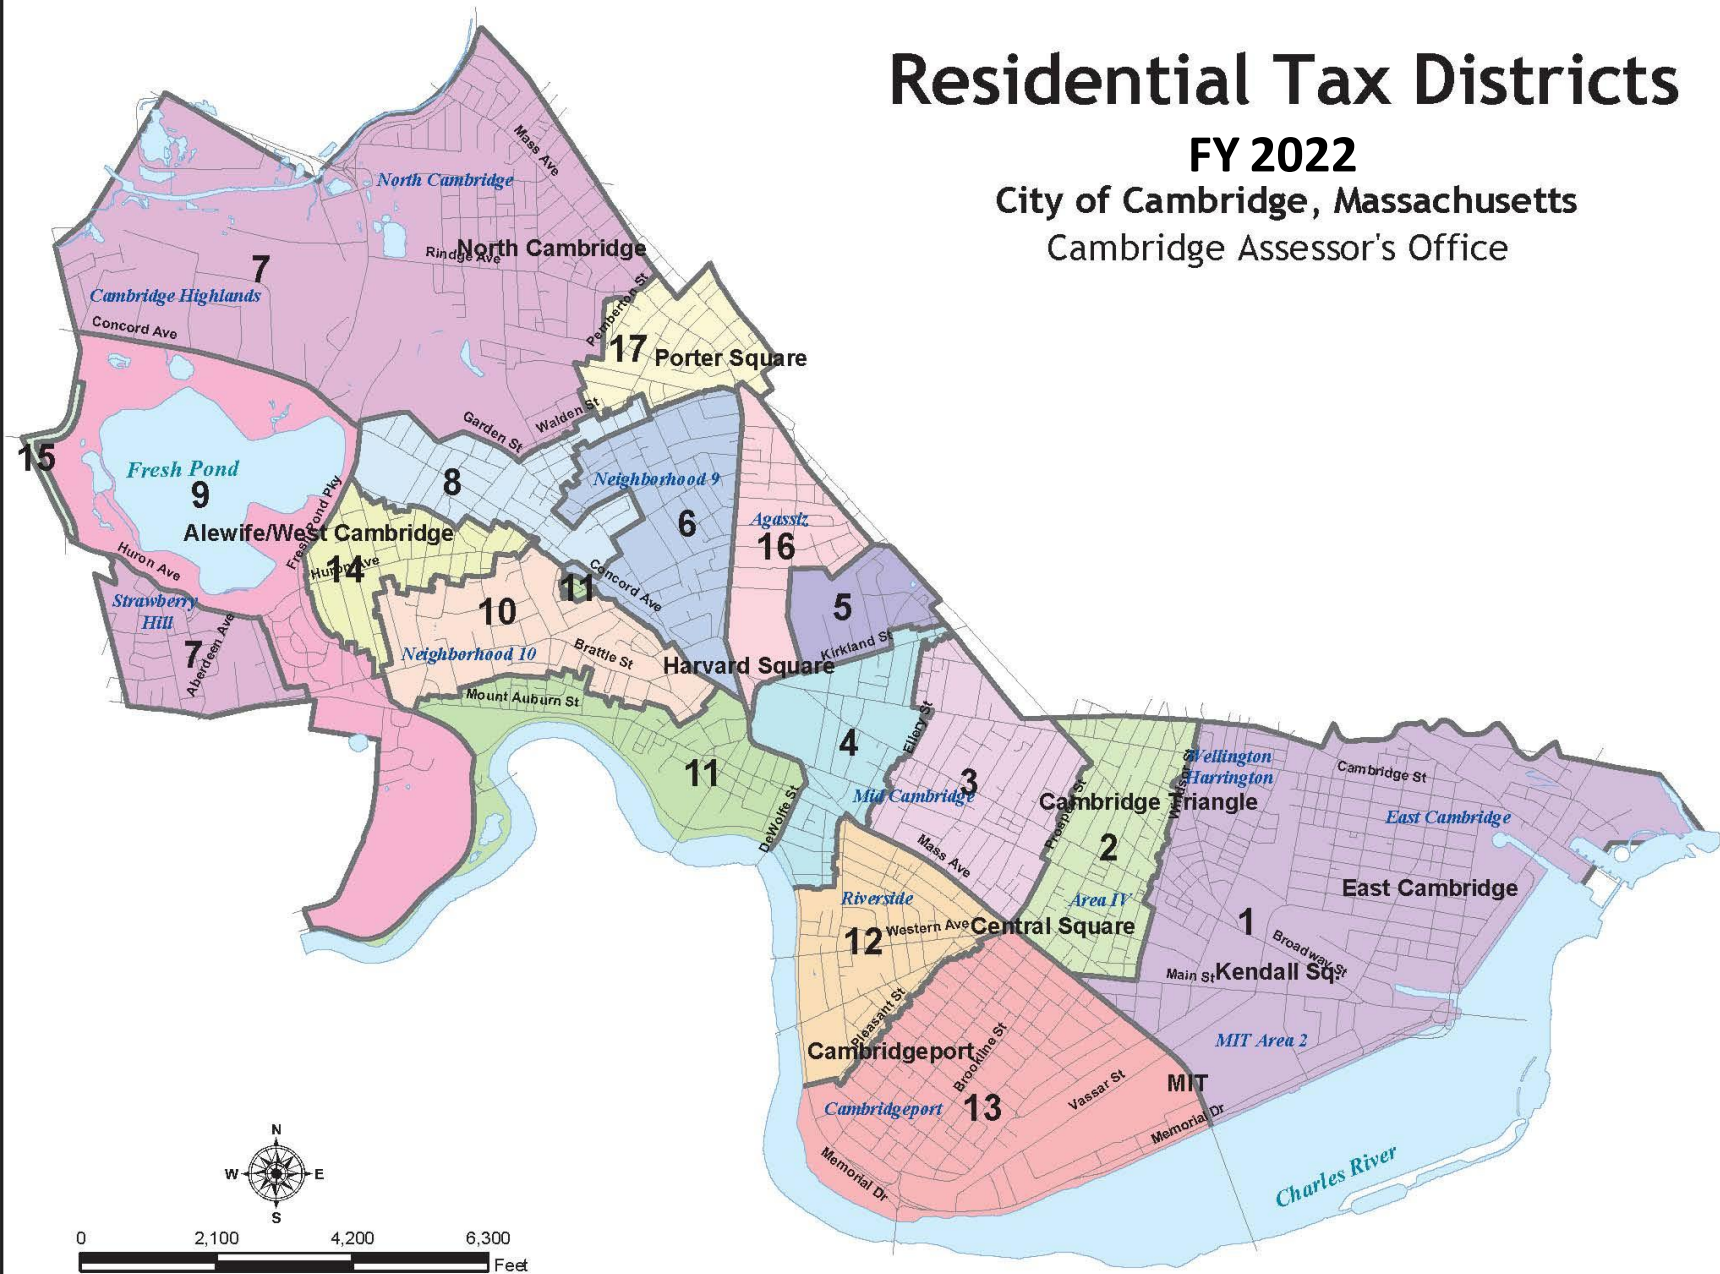 Residential Tax Districts
FY 2022
City of Cambridge, Massachusetts
Cambridge Assessor's Office
Mass Ave
North Cambridge
Rindge Ave
North Cambridge
7
Cambridge Highlands
Concord Ave
Pemberton St
17
Porter Square
Walden St
Garden St
15
Fresh Pond
9
8
Neighborhood 9
6
Agassiz
16
Alewife/West Cambridge
Fresh Pond Pky
Huron Ave
Huron Ave
14
11
Concord Ave
10
5
Kirkland St
Strawberry
Hill
7
Aberdeen Ave
Neighborhood 10
Brattle St
Harvard Square
Mount Auburn St
4
Ellery St
11
DeWolfe St
Mid Cambridge
3
Prospect St
Cambridge Triangle
Windsor St
Wellington
Harrington
Cambridge St
East Cambridge
2
Mass Ave
East Cambridge
Riverside
Area IV
12
Western Ave
Central Square
1
Broadway St
Main St
Kendall Sq.
Pleasant St
Cambridgeport
Brookline St
MIT Area 2
MIT
Vassar St
Cambridgeport
13
Memorial Dr
Memorial Dr
Charles River
N
W
E
S
0 2,100 4,200 6,300
Feet